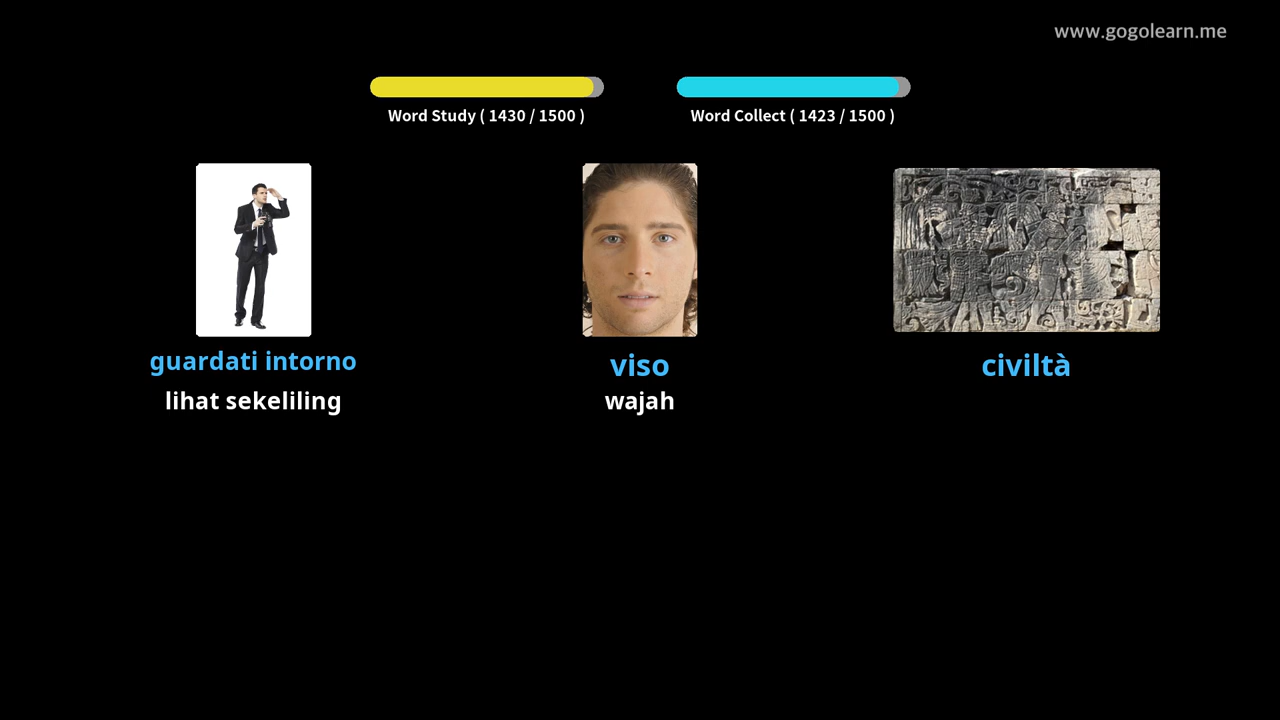 www.gogolearn.me
Word Study ( 1430 / 1500 )
Word Collect ( 1423 / 1500 )
guardati intorno
lihat sekeliling
viso
wajah
civiltà